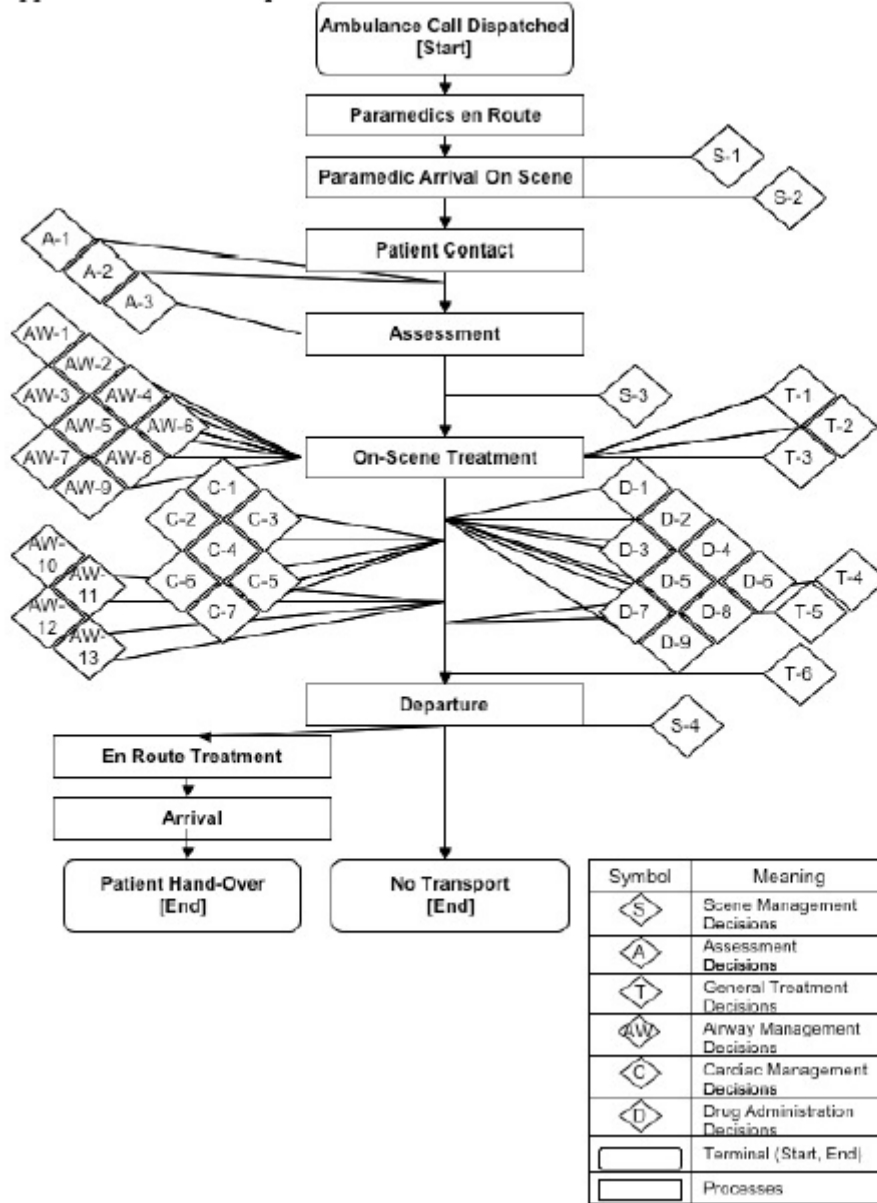 Ambulance Call Dispatched
[Start]
Paramedics en Route
S-1
Paramedic Arrival On Scene
S-2
A-1
Patient Contact
A-2
A-3
AW-1
Assessment
AW-2
AW-3
AW-4
S-3
T-1
AW-5
AW-6
T-2
AW-7
AW-8
On-Scene Treatment
T-3
AW-9
C-1
D-1
C-2
C-3
D-2
AW-
10
C-4
D-3
D-4
AW-
11
C-6
C-5
D-5
D-6
T-4
AW-
12
C-7
D-7
D-8
T-5
AW-
13
D-9
T-6
Departure
S-4
En Route Treatment
Arrival
Patient Hand-Over
[End]
No Transport
[End]
Symbol
Meaning
S
Scene Management
Decisions
A
Assessment
Decisions
T
General Treatment
Decisions
AW
Airway Management
Decisions
C
Cardiac Management
Decisions
D
Drug Administration
Decisions
Terminal (Start, End)
Processes